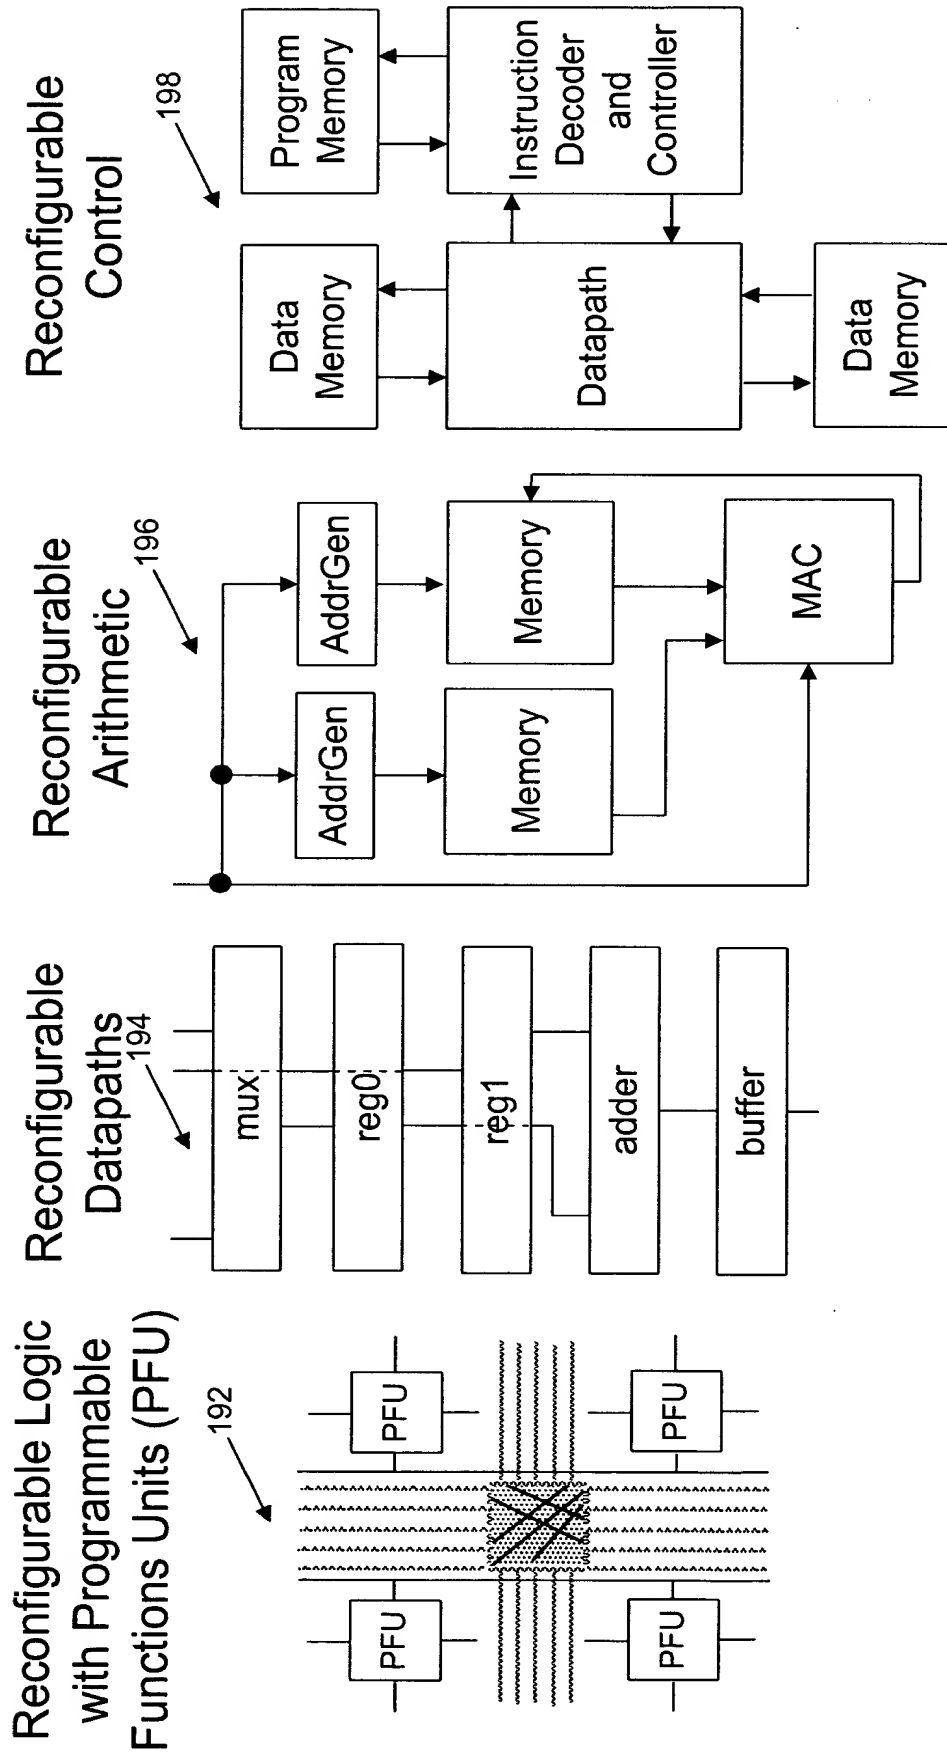 Reconfigurable Logic
with Programmable
Functions Units (PFU)
192
PFU
PFU
PFU
PFU
Reconfigurable
Datapaths
194
mux
reg0
reg1
adder
buffer
Reconfigurable
Arithmetic
196
AddrGen
AddrGen
Memory
Memory
MAC
Reconfigurable
Control
198
Data
Memory
Program
Memory
Datapath
Instruction
Decoder
and
Controller
Data
Memory